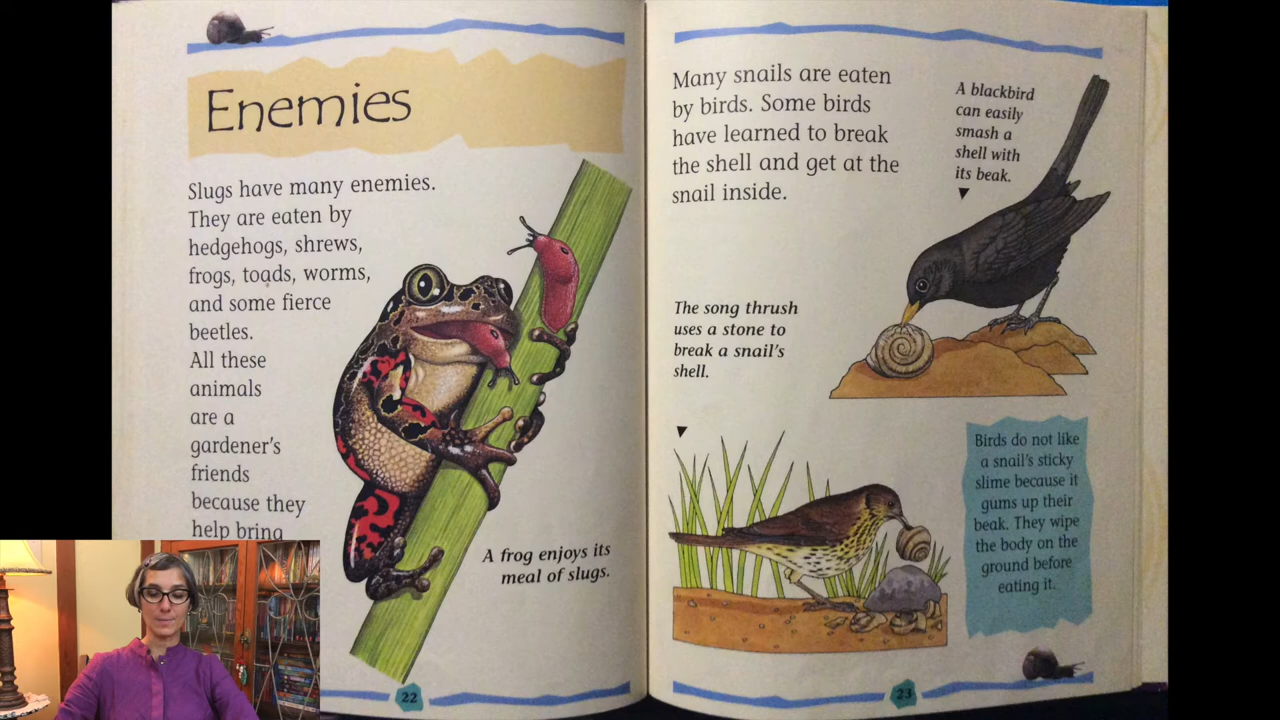 Enemies
Slugs have many enemies.
They are eaten by
hedgehogs, shrews,
frogs, toads, worms,
and some fierce
beetles.
All these
animals
are a
gardener's
friends
because they
help bring
A frog enjoys its
meal of slugs.
22
Many snails are eaten
by birds. Some birds
have learned to break
the shell and get at the
snail inside.
A blackbird
can easily
smash a
shell with
its beak.
The song thrush
uses a stone to
break a snail's
shell.
Birds do not like
a snail's sticky
slime because it
gums up their
beak. They wipe
the body on the
ground before
eating it.
23